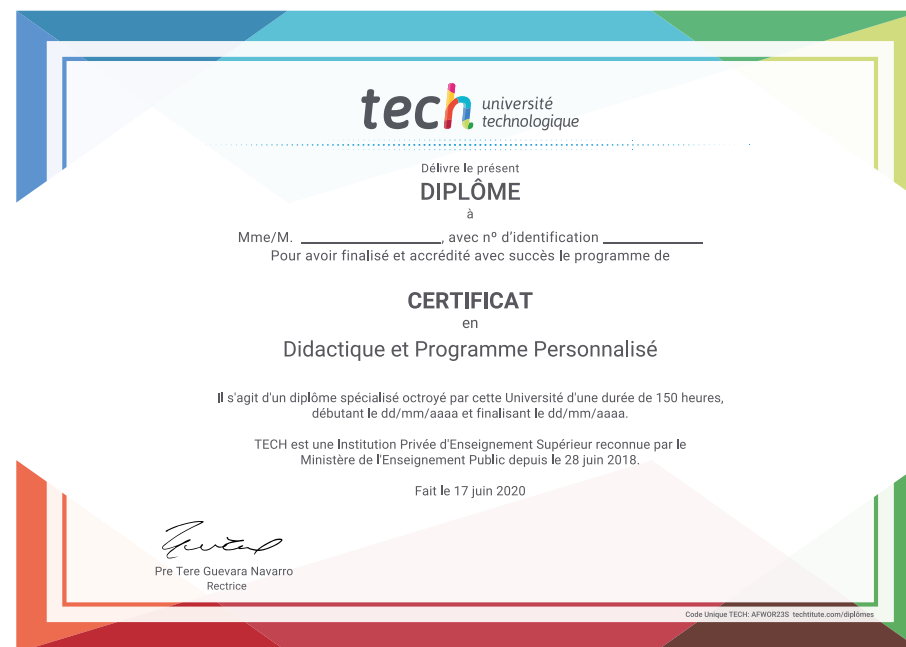 tech université
technologique
Délivre le présent
DIPLÔME
à
Mme/M. ____________________, avec nº d'identification ______________
Pour avoir finalisé et accrédité avec succès le programme de
CERTIFICAT
en
Didactique et Programme Personnalisé
Il s'agit d'un diplôme spécialisé octroyé par cette Université d'une durée de 150 heures,
débutant le dd/mm/aaaa et finalisant le dd/mm/aaaa.
TECH est une Institution Privée d'Enseignement Supérieur reconnue par le
Ministère de l'Enseignement Public depuis le 28 juin 2018.
Fait le 17 juin 2020
Pre Tere Guevara Navarro
Rectrice
Code Unique TECH: AFWOR23S techtitute.com/diplômes